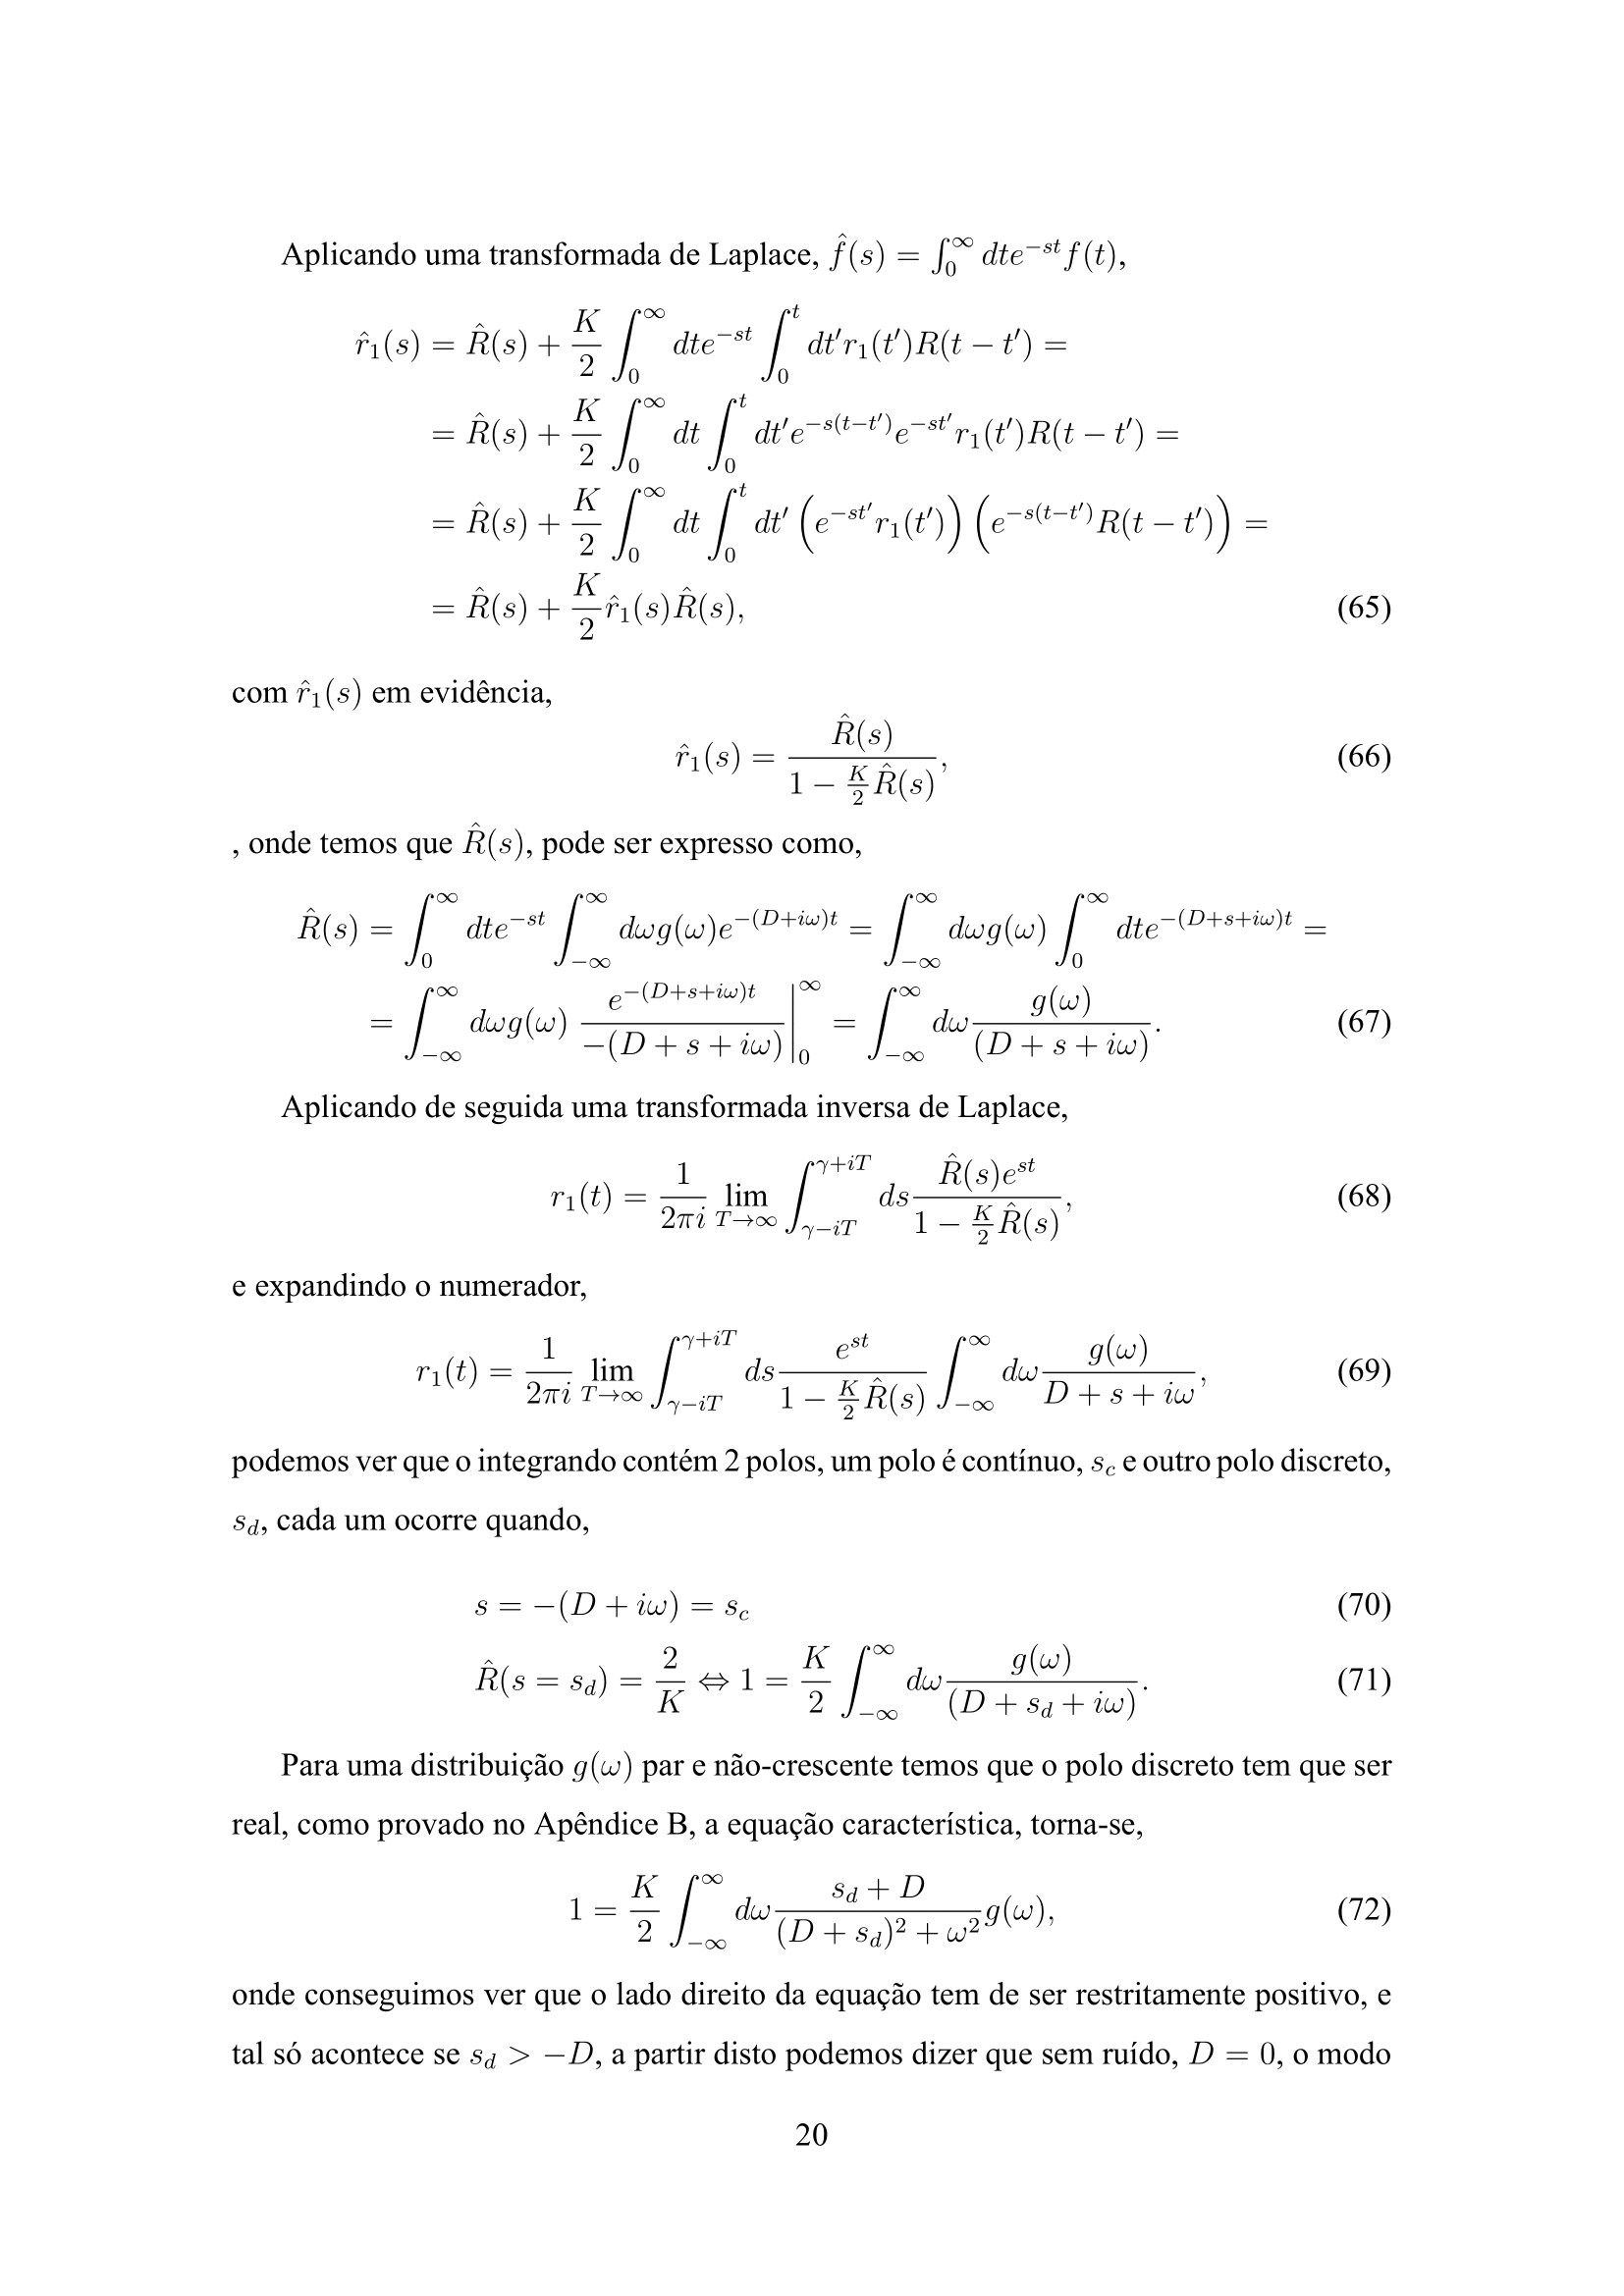 Aplicando uma transformada de Laplace, $\hat{f}(s) = \int_0^\infty dte^{-st}f(t)$,
$\hat{r}_1(s) = \hat{R}(s) + \frac{K}{2}\int_0^\infty dte^{-st}\int_0^t dt'r_1(t')R(t-t') =$
$= \hat{R}(s) + \frac{K}{2}\int_0^\infty dt\int_0^t dt'e^{-s(t-t')}e^{-st'}r_1(t')R(t-t') =$
$= \hat{R}(s) + \frac{K}{2}\int_0^\infty dt\int_0^t dt'\left(e^{-st'}r_1(t')\right)\left(e^{-s(t-t')}R(t-t')\right) =$
$= \hat{R}(s) + \frac{K}{2}\hat{r}_1(s)\hat{R}(s),$ (65)
com $\hat{r}_1(s)$ em evidência,
$\hat{r}_1(s) = \frac{\hat{R}(s)}{1-\frac{K}{2}\hat{R}(s)},$ (66)
, onde temos que $\hat{R}(s)$, pode ser expresso como,
$\hat{R}(s) = \int_0^\infty dte^{-st}\int_{-\infty}^\infty d\omega g(\omega)e^{-(D+i\omega)t} = \int_{-\infty}^\infty d\omega g(\omega)\int_0^\infty dte^{-(D+s+i\omega)t} =$
$= \int_{-\infty}^\infty d\omega g(\omega)\left.\frac{e^{-(D+s+i\omega)t}}{-(D+s+i\omega)}\right|_0^\infty = \int_{-\infty}^\infty d\omega\frac{g(\omega)}{(D+s+i\omega)}.$ (67)
Aplicando de seguida uma transformada inversa de Laplace,
$r_1(t) = \frac{1}{2\pi i}\lim_{T\to\infty}\int_{\gamma-iT}^{\gamma+iT} ds\frac{\hat{R}(s)e^{st}}{1-\frac{K}{2}\hat{R}(s)},$ (68)
e expandindo o numerador,
$r_1(t) = \frac{1}{2\pi i}\lim_{T\to\infty}\int_{\gamma-iT}^{\gamma+iT} ds\frac{e^{st}}{1-\frac{K}{2}\hat{R}(s)}\int_{-\infty}^\infty d\omega\frac{g(\omega)}{D+s+i\omega},$ (69)
podemos ver que o integrando contém 2 polos, um polo é contínuo, $s_c$ e outro polo discreto,
$s_d$, cada um ocorre quando,
$s = -(D+i\omega) = s_c$ (70)
$\hat{R}(s=s_d) = \frac{2}{K} \Leftrightarrow 1 = \frac{K}{2}\int_{-\infty}^\infty d\omega\frac{g(\omega)}{(D+s_d+i\omega)}.$ (71)
Para uma distribuição $g(\omega)$ par e não-crescente temos que o polo discreto tem que ser
real, como provado no Apêndice B, a equação característica, torna-se,
$1 = \frac{K}{2}\int_{-\infty}^\infty d\omega\frac{s_d+D}{(D+s_d)^2+\omega^2}g(\omega),$ (72)
onde conseguimos ver que o lado direito da equação tem de ser restritamente positivo, e
tal só acontece se $s_d > -D$, a partir disto podemos dizer que sem ruído, $D = 0$, o modo
20